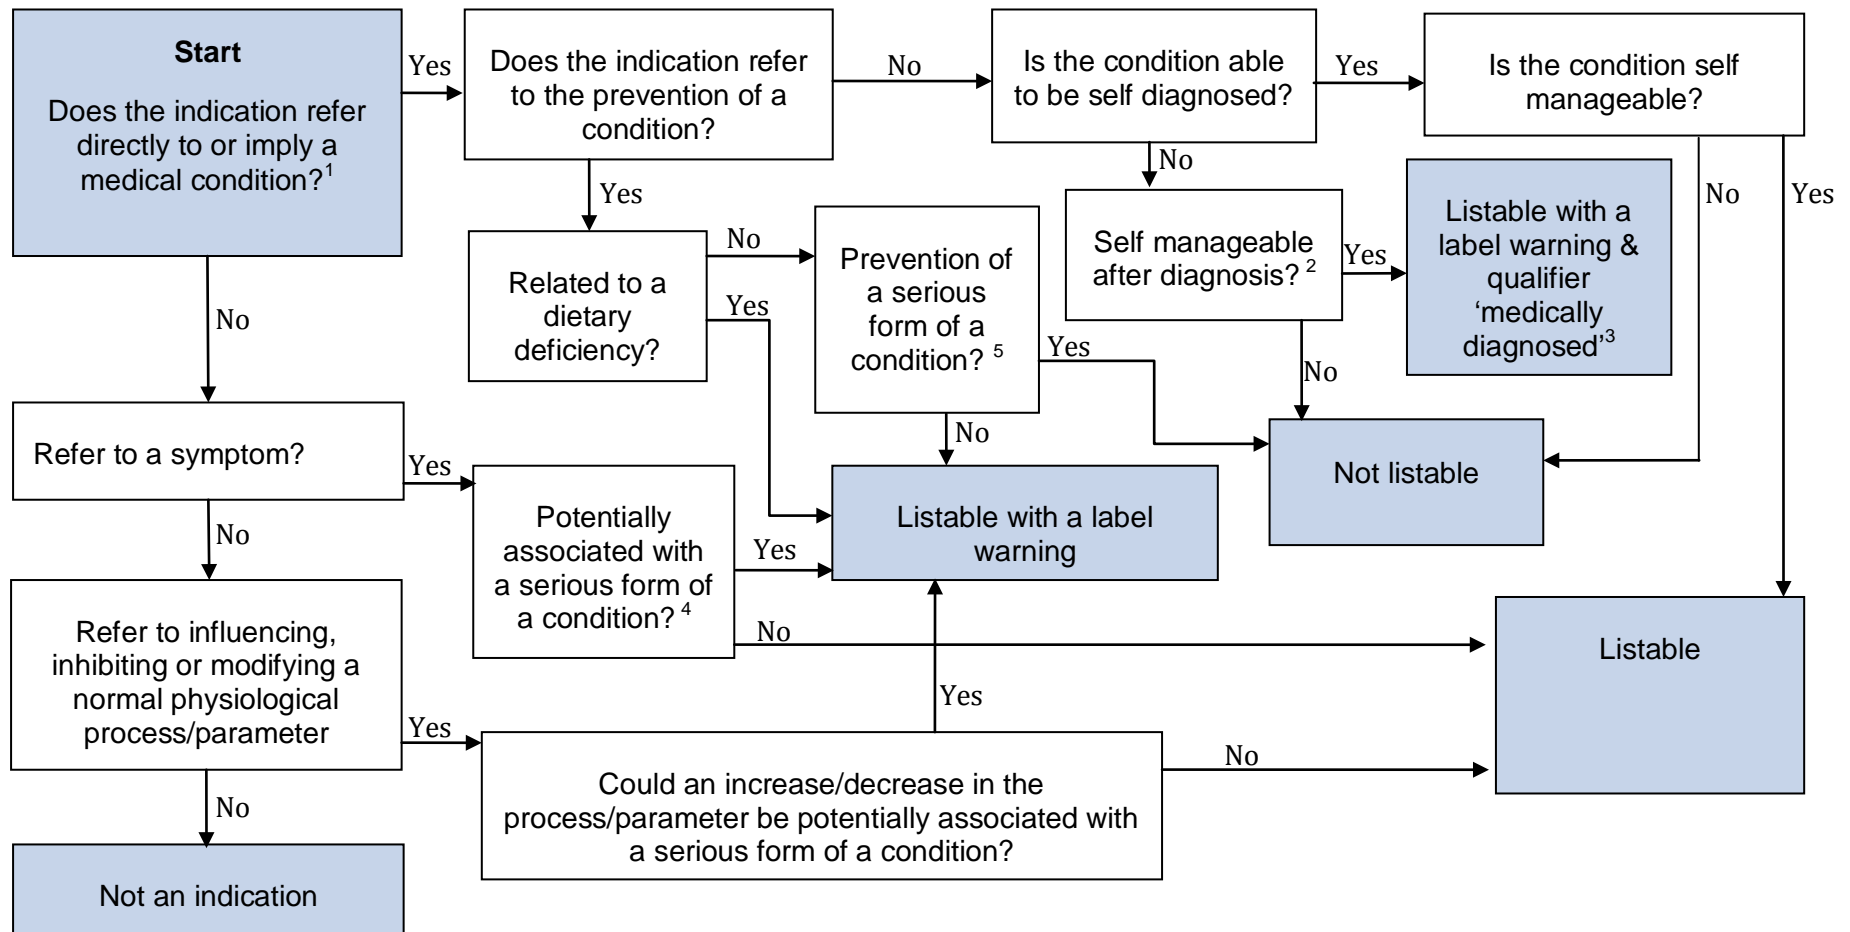 Start
Does the indication refer
directly to or imply a
medical condition?1
Yes
Does the indication refer
to the prevention of a
condition?
No
Is the condition able
to be self diagnosed?
Yes
Is the condition self
manageable?
No
Yes
No
Self manageable
after diagnosis? 2
Yes
Listable with a
label warning &
qualifier
‘medically
diagnosed’3
No
Yes
Related to a
dietary
deficiency?
No
Yes
Prevention of
a serious
form of a
condition? 5
Yes
No
Not listable
No
Refer to a symptom?
Yes
Potentially
associated with
a serious form of
a condition? 4
Yes
No
Listable with a label
warning
Listable
No
Refer to influencing,
inhibiting or modifying a
normal physiological
process/parameter
Yes
Could an increase/decrease in the
process/parameter be potentially associated with
a serious form of a condition?
Yes
No
No
Not an indication